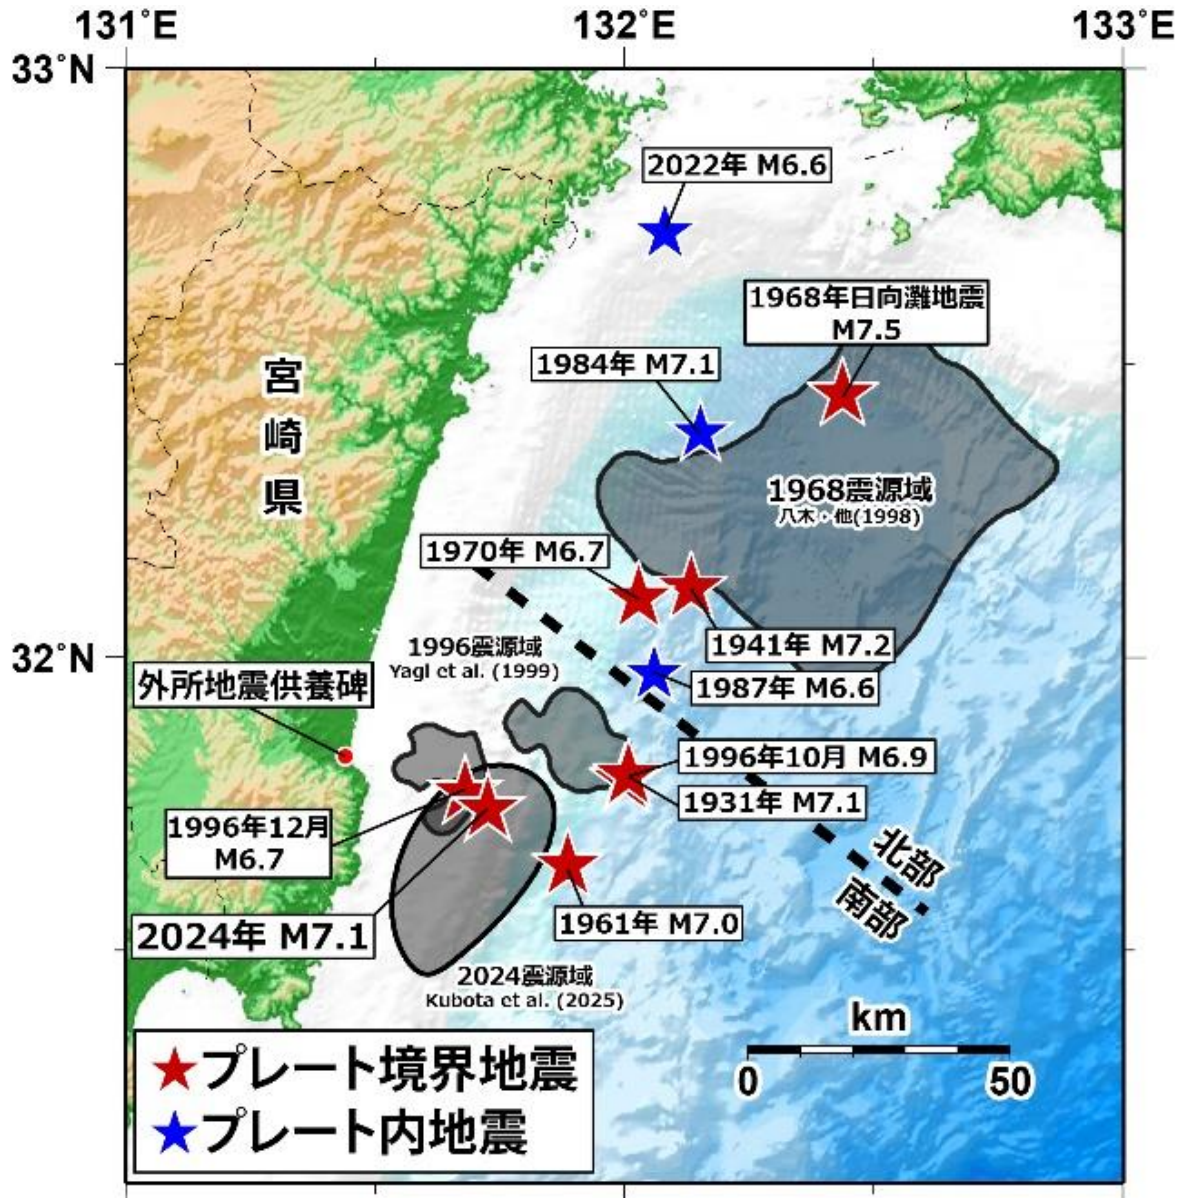 131°E
132°E
133°E
33°N
2022年 M6.6
1968年日向灘地震
M7.5
1984年 M7.1
宮崎県
1968震源域
八木・他(1998)
1970年 M6.7
1996震源域
Yagi et al. (1999)
1941年 M7.2
32°N
外所地震供養碑
1987年 M6.6
1996年10月 M6.9
1931年 M7.1
1996年12月
M6.7
北部
南部
2024年 M7.1
1961年 M7.0
2024震源域
Kubota et al. (2025)
km
0 50
プレート境界地震
プレート内地震